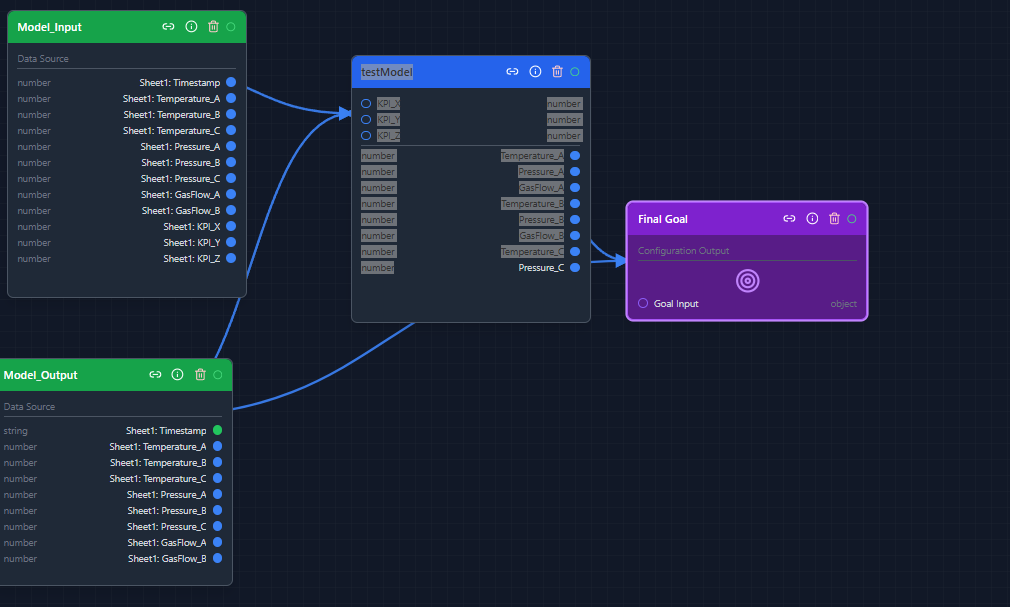 Model_Input
Data Source
number Sheet1: Timestamp
number Sheet1: Temperature_A
number Sheet1: Temperature_B
number Sheet1: Temperature_C
number Sheet1: Pressure_A
number Sheet1: Pressure_B
number Sheet1: Pressure_C
number Sheet1: GasFlow_A
number Sheet1: GasFlow_B
number Sheet1: KPI_X
number Sheet1: KPI_Y
number Sheet1: KPI_Z
testModel
KPI_X number
KPI_Y number
KPI_Z number
number Temperature_A
number Pressure_A
number GasFlow_A
number Temperature_B
number Pressure_B
number GasFlow_B
number Temperature_C
number Pressure_C
Final Goal
Configuration Output
Goal Input object
Model_Output
Data Source
string Sheet1: Timestamp
number Sheet1: Temperature_A
number Sheet1: Temperature_B
number Sheet1: Temperature_C
number Sheet1: Pressure_A
number Sheet1: Pressure_B
number Sheet1: Pressure_C
number Sheet1: GasFlow_A
number Sheet1: GasFlow_B